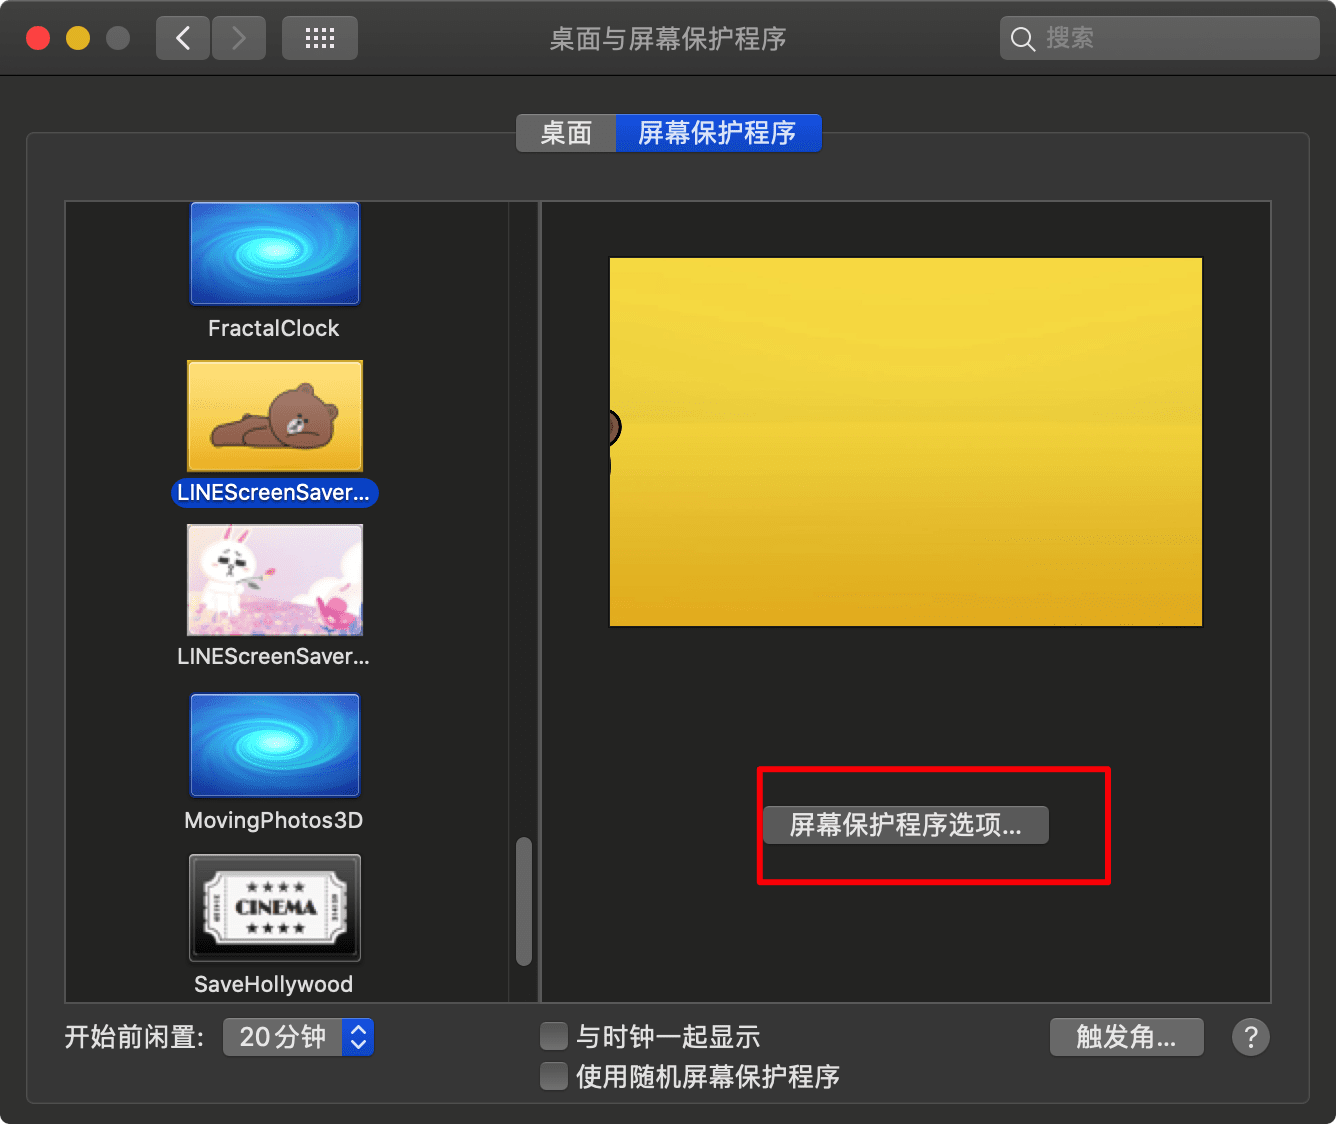 桌面与屏幕保护程序
搜索
桌面
屏幕保护程序
FractalClock
LINEScreenSaver...
LINEScreenSaver...
MovingPhotos3D
CINEMA
SaveHollywood
屏幕保护程序选项...
开始前闲置:
20分钟
与时钟一起显示
使用随机屏幕保护程序
触发角...
?